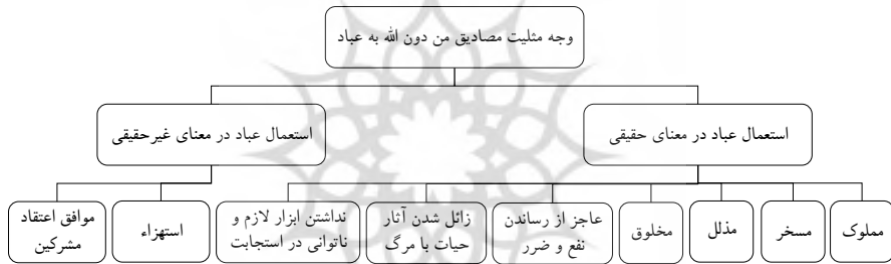 وجه مثلیت مصادیق من دون الله به عباد
استعمال عباد در معنای حقیقی
استعمال عباد در معنای غیرحقیقی
مملوک
مسخر
مذلل
مخلوق
عاجز از رساندن
نفع و ضرر
زائل شدن آثار
حیات با مرگ
نداشتن ابزار لازم و
ناتوانی در استجابت
استهزاء
موافق اعتقاد
مشرکین